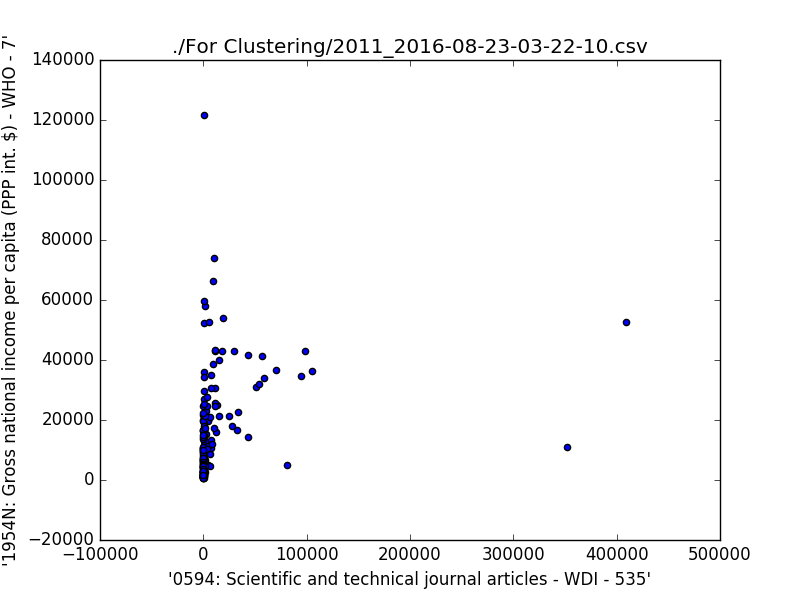 ./For Clustering/2011_2016-08-23-03-22-10.csv
'1954N: Gross national income per capita (PPP int. $) - WHO - 7'
140000
120000
100000
80000
60000
40000
20000
0
−20000
−100000 0 100000 200000 300000 400000 500000
'0594: Scientific and technical journal articles - WDI - 535'